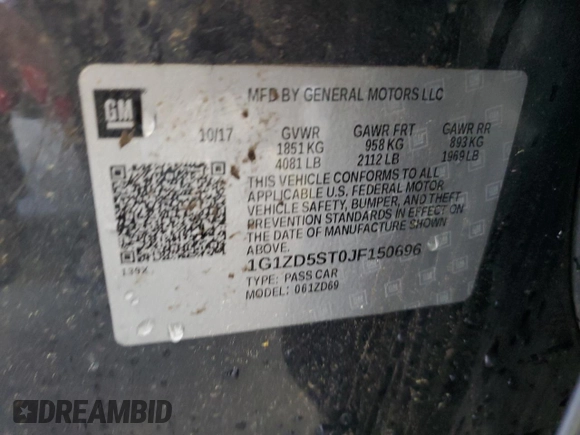 GM
MFD BY GENERAL MOTORS LLC
10/17 GVWR GAWR FRT GAWR RR
1851 KG 958 KG 893 KG
4081 LB 2112 LB 1969 LB
THIS VEHICLE CONFORMS TO ALL
APPLICABLE U.S. FEDERAL MOTOR
VEHICLE SAFETY, BUMPER, AND THEFT
PREVENTION STANDARDS IN EFFECT ON
THE DATE OF MANUFACTURE SHOWN
ABOVE.
1G1ZD5ST0JF150696
TYPE: PASS CAR
MODEL: 061ZD69
139X
DREAMBID